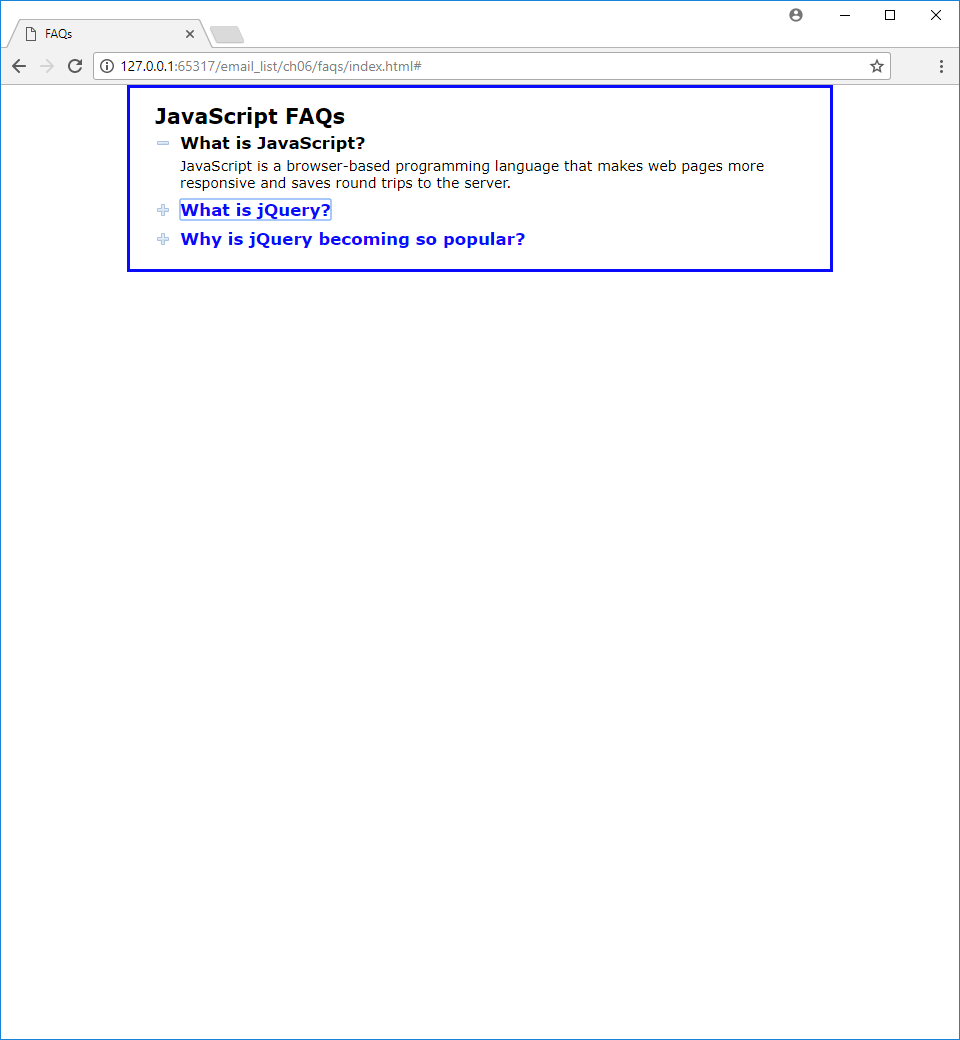 FAQs
127.0.0.1:65317/email_list/ch06/faqs/index.html#
JavaScript FAQs
What is JavaScript?
JavaScript is a browser-based programming language that makes web pages more
responsive and saves round trips to the server.
What is jQuery?
Why is jQuery becoming so popular?